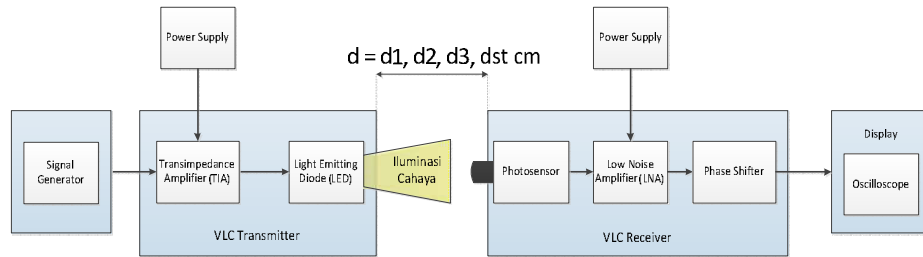 Power Supply
Power Supply
d = d1, d2, d3, dst cm
Signal
Generator
Transimpedance
Amplifier (TIA)
Light Emitting
Diode (LED)
Iluminasi
Cahaya
VLC Transmitter
Photosensor
Low Noise
Amplifier (LNA)
Phase Shifter
VLC Receiver
Display
Oscilloscope